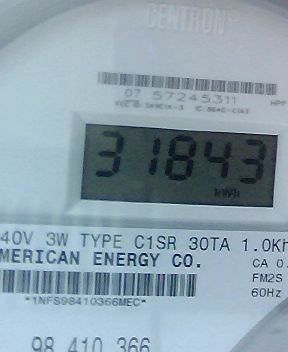 CENTRON
07 57245311
31843
kWh
40V 3W TYPE C1SR 30TA 1.0Kh
MERICAN ENERGY CO.
CA 0.
FM2S
*1NFS98410366MEC*
60Hz
98 410 366